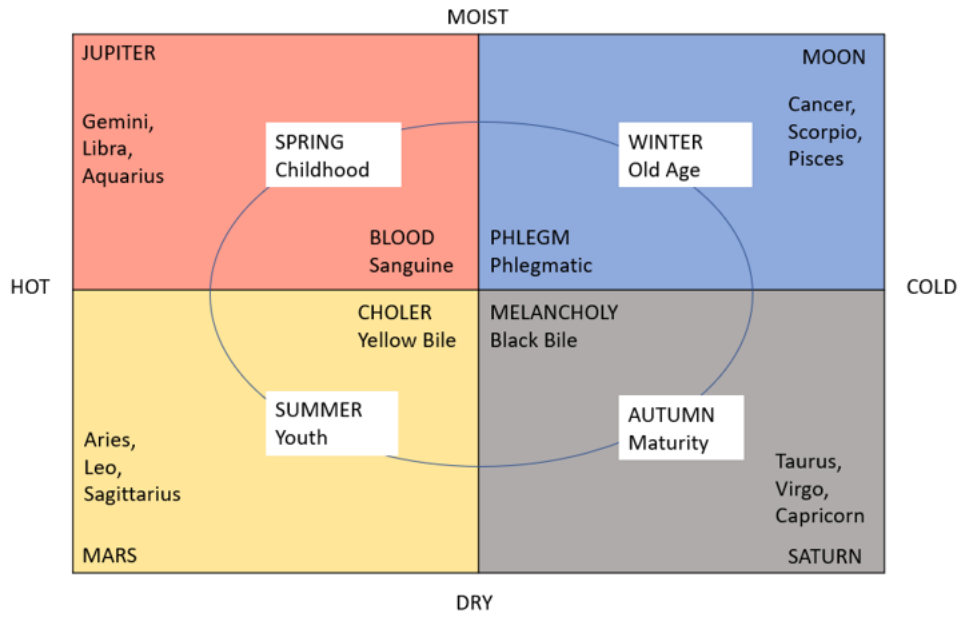 MOIST
JUPITER
Gemini,
Libra,
Aquarius
SPRING
Childhood
BLOOD
Sanguine
MOON
Cancer,
Scorpio,
Pisces
WINTER
Old Age
PHLEGM
Phlegmatic
HOT
COLD
CHOLER
Yellow Bile
SUMMER
Youth
Aries,
Leo,
Sagittarius
MARS
MELANCHOLY
Black Bile
AUTUMN
Maturity
Taurus,
Virgo,
Capricorn
SATURN
DRY